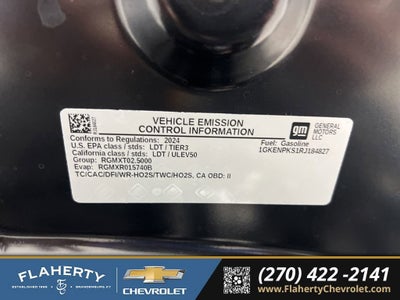 VEHICLE EMISSION
CONTROL INFORMATION
gm
GENERAL
MOTORS
LLC
Conforms to Regulations: 2024
U.S. EPA class / stds: LDT / TIER3
California class / stds: LDT / ULEV50
Group: RGMXT02.5000
Evap: RGMXR015740B
TC/CAC/DFI/WR-HO2S/TWC/HO2S, CA OBD: II
Fuel: Gasoline
1GKENPKS1RJ184827
FLAHERTY
CHEVROLET
(270) 422-2141
FlahertyChevrolet.com